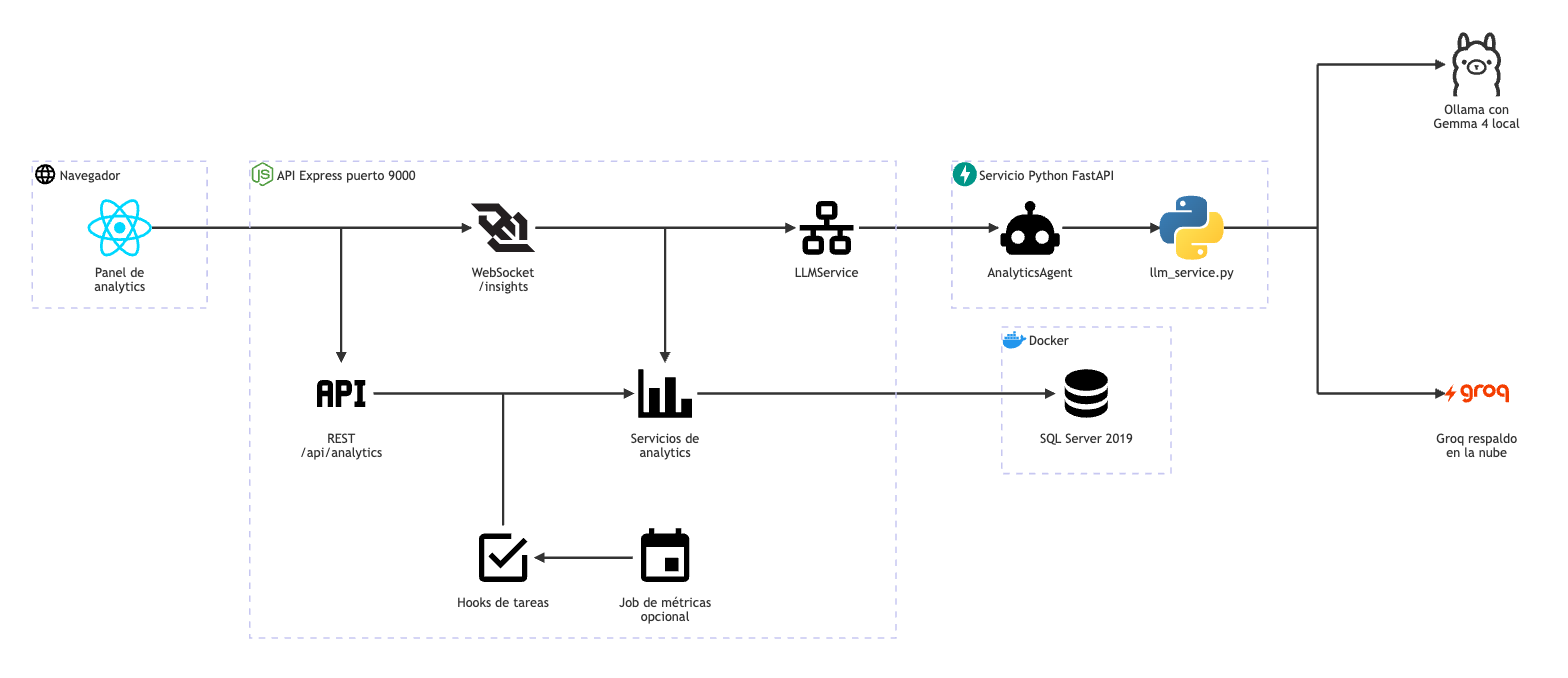 Ollama con
Gemma 4 local
Navegador
API Express puerto 9000
Servicio Python FastAPI
JS
Panel de
analytics
WebSocket
/insights
LLMService
AnalyticsAgent
llm_service.py
Docker
API
groq
REST
/api/analytics
Servicios de
analytics
SQL Server 2019
Groq respaldo
en la nube
Hooks de tareas
Job de métricas
opcional